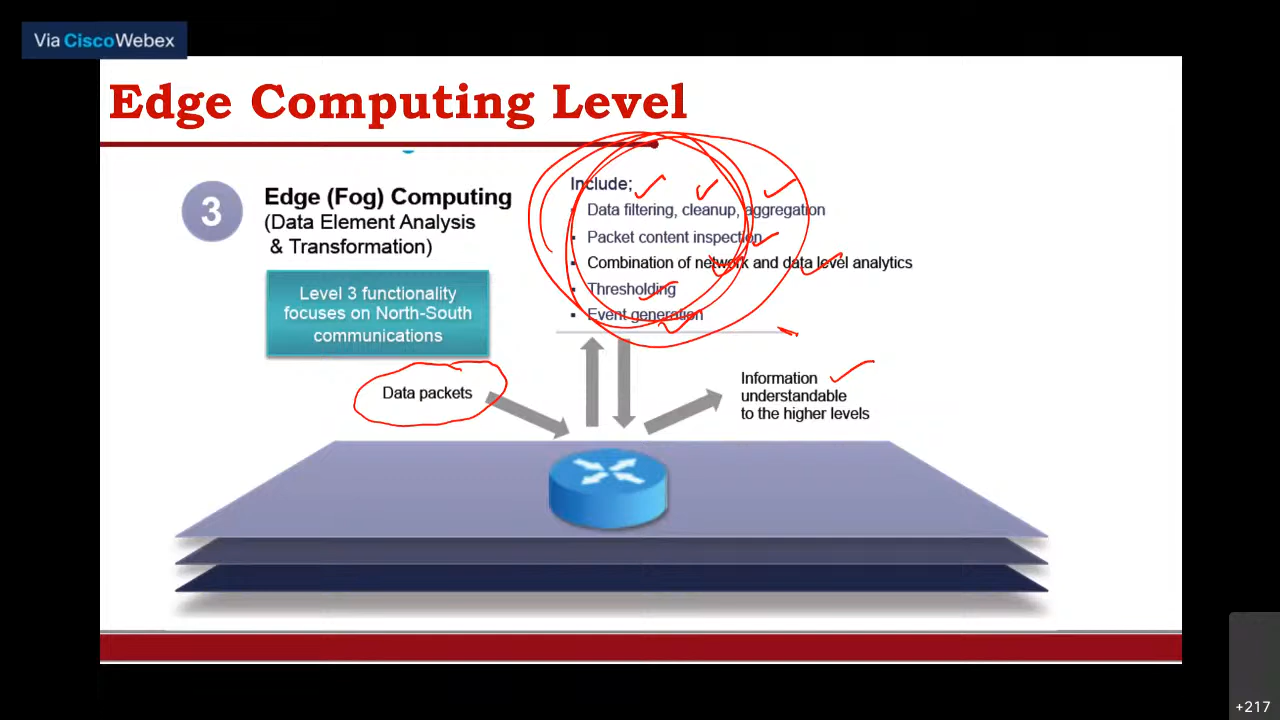 Via CiscoWebex
Edge Computing Level
3
Edge (Fog) Computing
(Data Element Analysis
& Transformation)
Level 3 functionality
focuses on North-South
communications
Include;
▪ Data filtering, cleanup, aggregation
▪ Packet content inspection
▪ Combination of network and data level analytics
▪ Thresholding
▪ Event generation
Data packets
Information
understandable
to the higher levels
+217